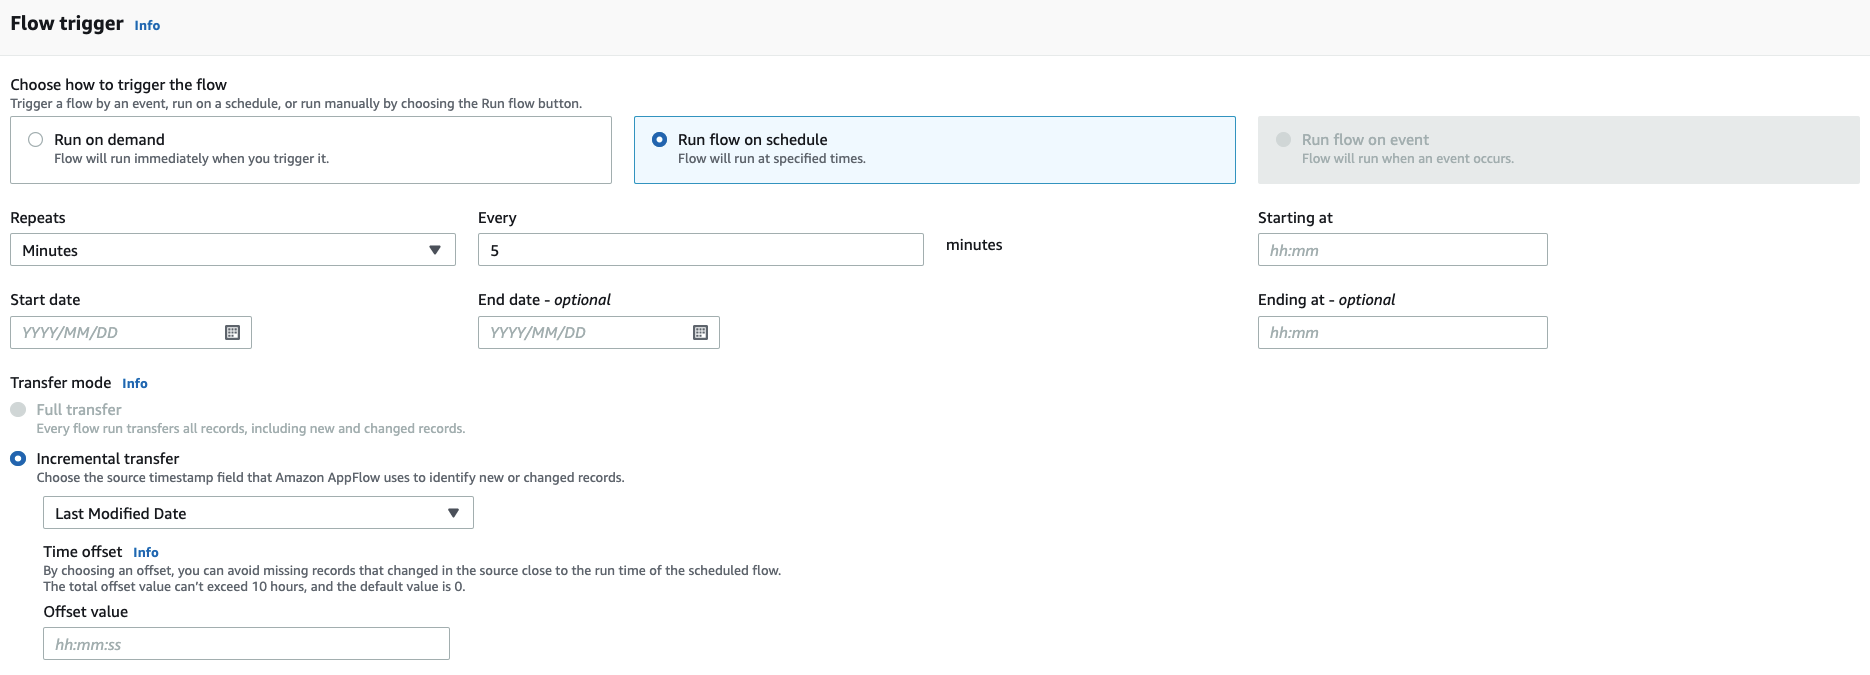 Flow trigger Info
Choose how to trigger the flow
Trigger a flow by an event, run on a schedule, or run manually by choosing the Run flow button.
Run on demand
Flow will run immediately when you trigger it.
Run flow on schedule
Flow will run at specified times.
Run flow on event
Flow will run when an event occurs.
Repeats
Minutes
Every
5
minutes
Starting at
hh:mm
Start date
YYYY/MM/DD
End date - optional
YYYY/MM/DD
Ending at - optional
hh:mm
Transfer mode Info
Full transfer
Every flow run transfers all records, including new and changed records.
Incremental transfer
Choose the source timestamp field that Amazon AppFlow uses to identify new or changed records.
Last Modified Date
Time offset Info
By choosing an offset, you can avoid missing records that changed in the source close to the run time of the scheduled flow.
The total offset value can't exceed 10 hours, and the default value is 0.
Offset value
hh:mm:ss